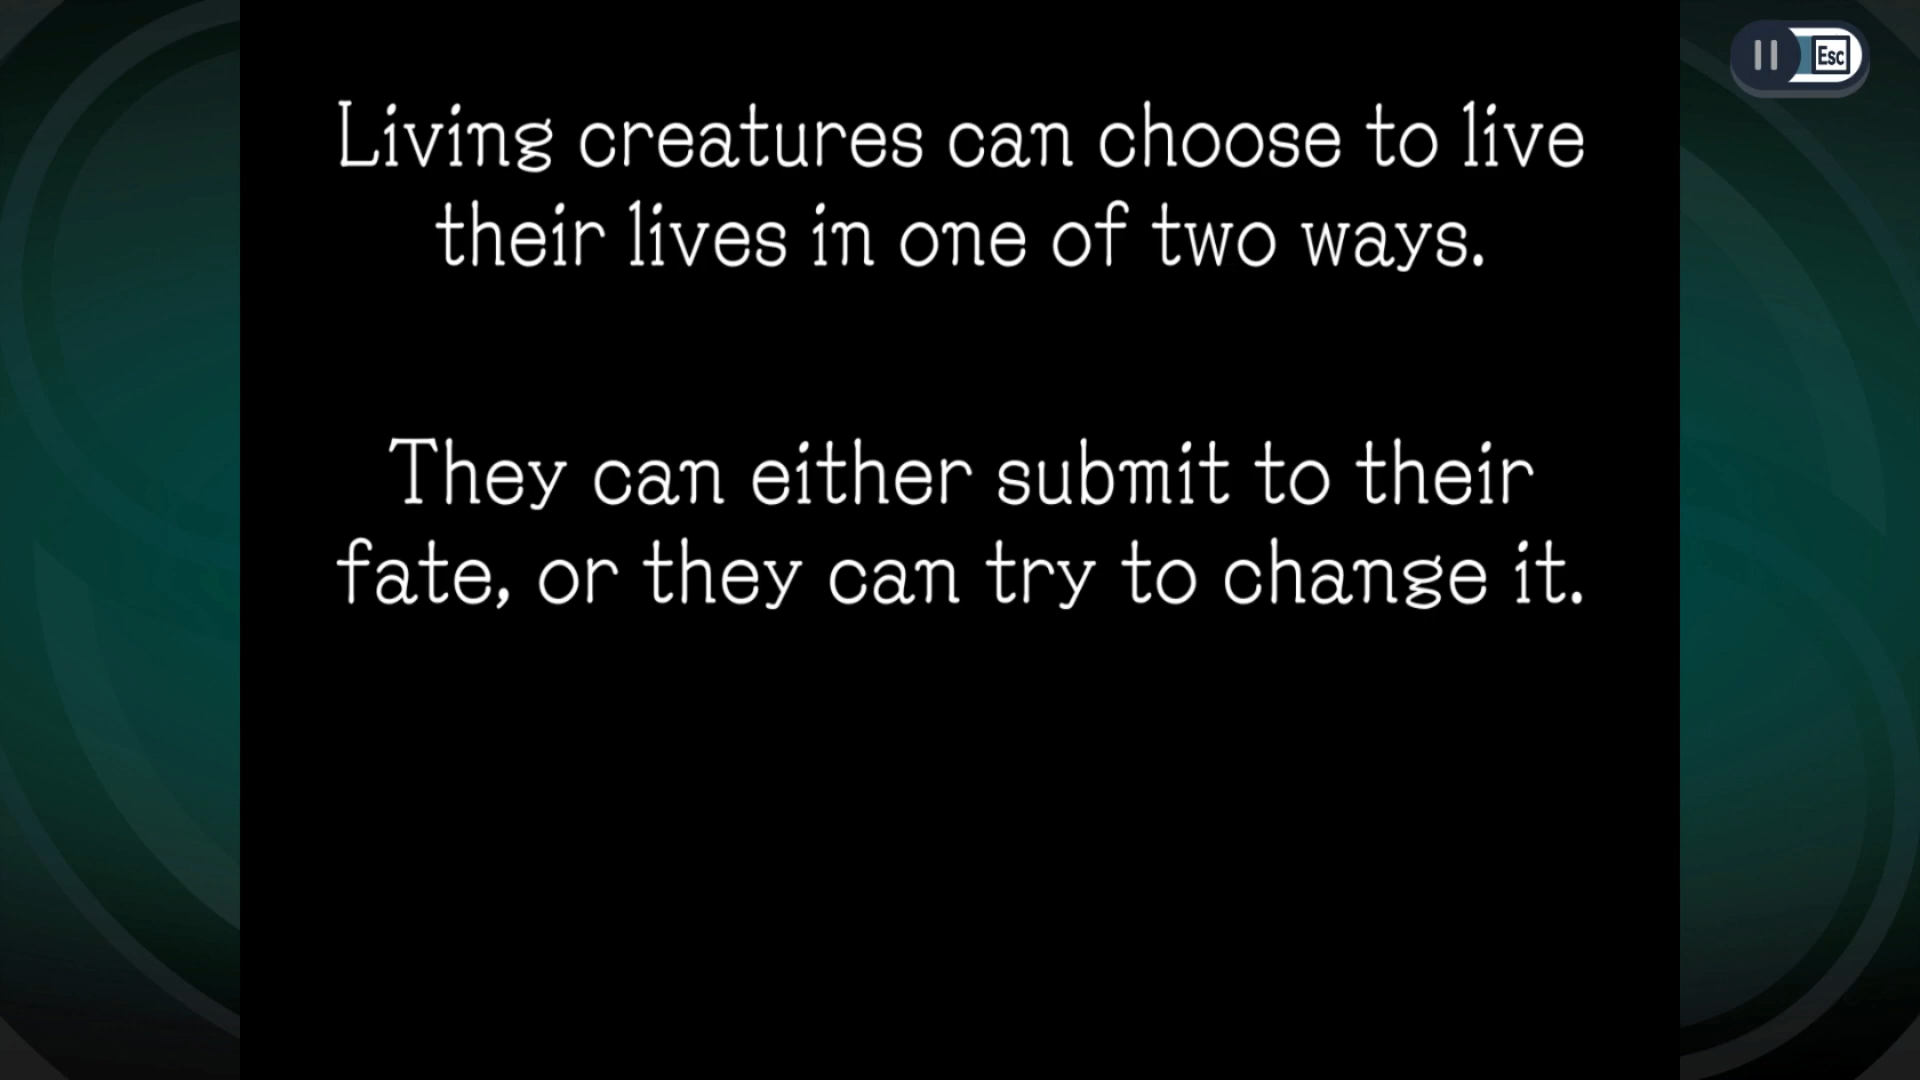 Esc
Living creatures can choose to live
their lives in one of two ways.
They can either submit to their
fate, or they can try to change it.